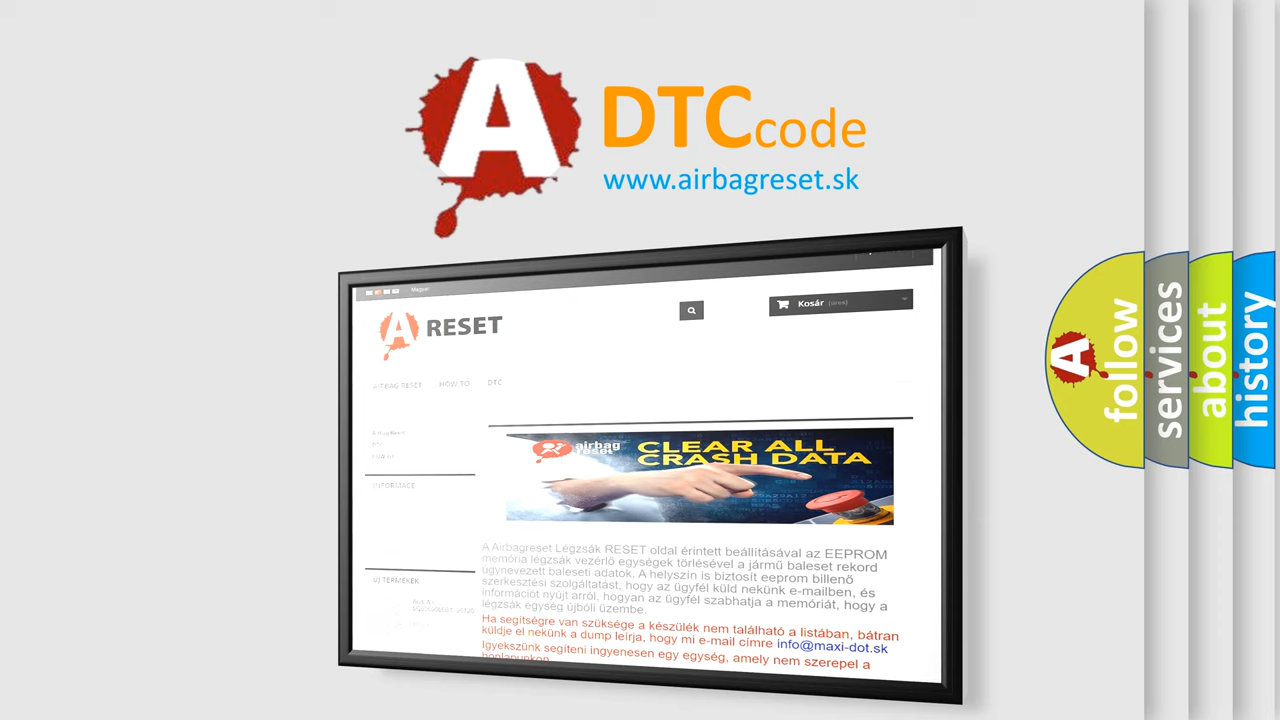 A
DTC code
www.airbagreset.sk
Magyar
A RESET
Kosár (üres)
AIRBAG RESET HOW TO DTC
INFORMACE
ÚJ TERMÉKEK
airbag
reset
CLEAR ALL
CRASH DATA
A Airbagreset Légzsák RESET oldal érintett beállításával az EEPROM
memória légzsák vezérlő egységek törlésével a jármű baleset rekord
úgynevezett baleseti adatok. A helyszín is biztosít eeprom billenő
szerkesztési szolgáltatást, hogy az ügyfél küld nekünk e-mailben, és
információt nyújt arról, hogyan az ügyfél szabhatja a memóriát, hogy a
légzsák egység újbóli üzembe.
Ha segítségre van szüksége a készülék nem található a listában, bátran
küldje el nekünk a dump leírja, hogy mi e-mail címre info@maxi-dot.sk
Igyekszünk segíteni ingyenesen egy egység, amely nem szerepel a
honlapunkon
A
follow
services
about
history